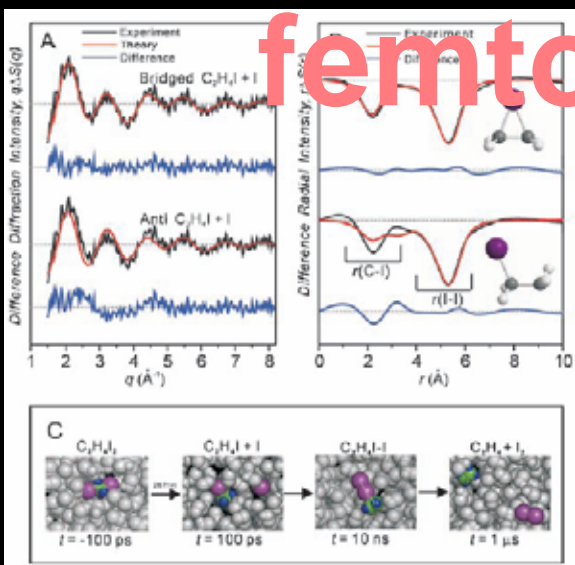 femto
A
Experiment
Theory
Difference
Bridged C₂H₄I + I
Anti C₂H₄I + I
Difference Diffraction Intensity, qΔS(q)
1 2 3 4 5 6 7 8
q (Å⁻¹)
Experiment
Difference
r(C-I)
r(I-I)
Difference Radial Intensity,
0 2 4 6 8 10
r (Å)
C
C₂H₄I₂
C₂H₄I + I
C₂H₄I-I
C₂H₄ + I₂
t = -100 ps
t = 100 ps
t = 10 ns
t = 1 μs